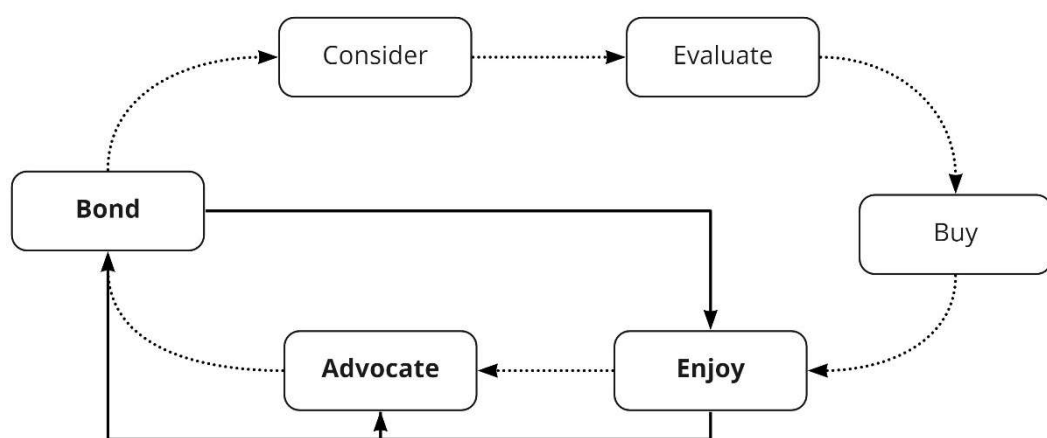 Consider
Evaluate
Bond
Buy
Advocate
Enjoy